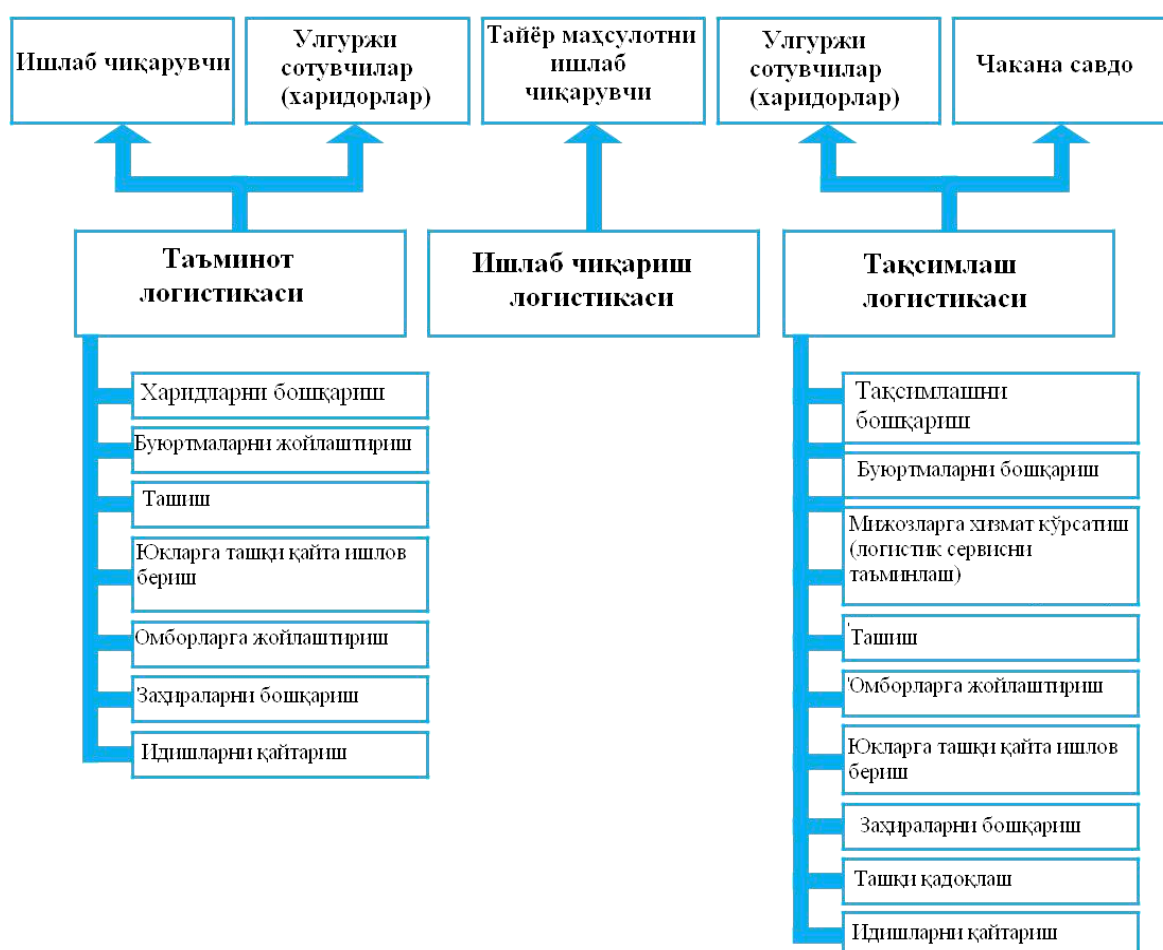 Ишлаб чиқарувчи
Улгуржи
сотувчилар
(харидорлар)
Тайёр маҳсулотни
ишлаб
чиқарувчи
Улгуржи
сотувчилар
(харидорлар)
Чакана савдо
Таъминот
логистикаси
Ишлаб чиқариш
логистикаси
Тақсимлаш
логистикаси
Харидларни бошқариш
Буюртмаларни жойлаштириш
Ташиш
Юкларга ташқи қайта ишлов
бериш
Омборларга жойлаштириш
Заҳираларни бошқариш
Идишларни қайтариш
Тақсимлашни
бошқариш
Буюртмаларни бошқариш
Мижозларга хизмат кўрсатиш
(логистик сервисни
таъминлаш)
Ташиш
Омборларга жойлаштириш
Юкларга ташқи қайта ишлов
бериш
Заҳираларни бошқариш
Ташқи қадоқлаш
Идишларни қайтариш